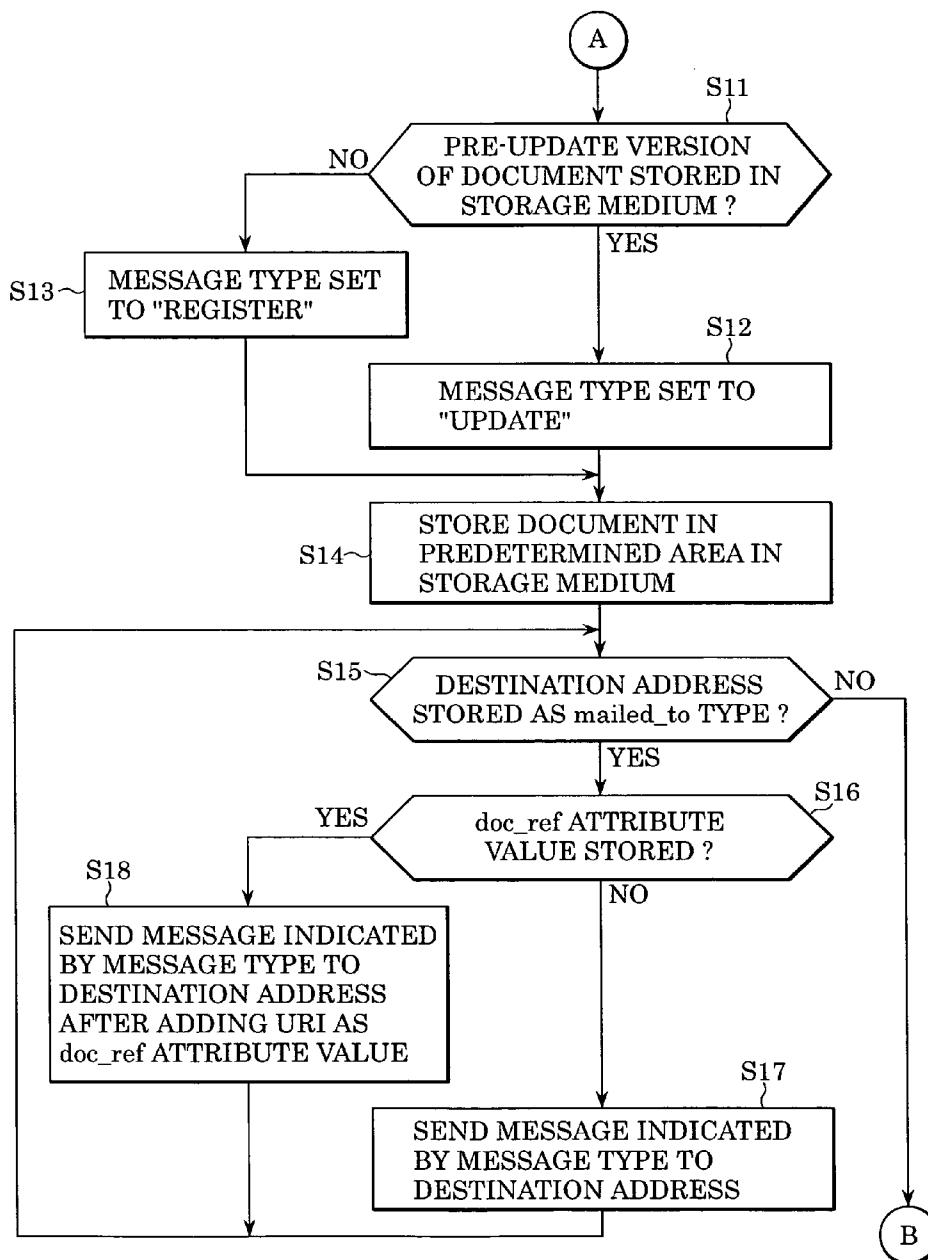 A
S11
PRE-UPDATE VERSION
OF DOCUMENT STORED IN
STORAGE MEDIUM ?
NO
YES
S13
MESSAGE TYPE SET
TO "REGISTER"
S12
MESSAGE TYPE SET TO
"UPDATE"
S14
STORE DOCUMENT IN
PREDETERMINED AREA IN
STORAGE MEDIUM
S15
DESTINATION ADDRESS
STORED AS mailed_to TYPE ?
NO
YES
S16
doc_ref ATTRIBUTE
VALUE STORED ?
YES
NO
S18
SEND MESSAGE INDICATED
BY MESSAGE TYPE TO
DESTINATION ADDRESS
AFTER ADDING URI AS
doc_ref ATTRIBUTE VALUE
S17
SEND MESSAGE INDICATED
BY MESSAGE TYPE TO
DESTINATION ADDRESS
B